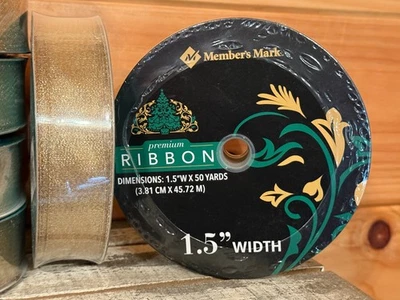 Member's Mark
premium
RIBBON
DIMENSIONS: 1.5"W X 50 YARDS
(3.81 CM X 45.72 M)
1.5" WIDTH